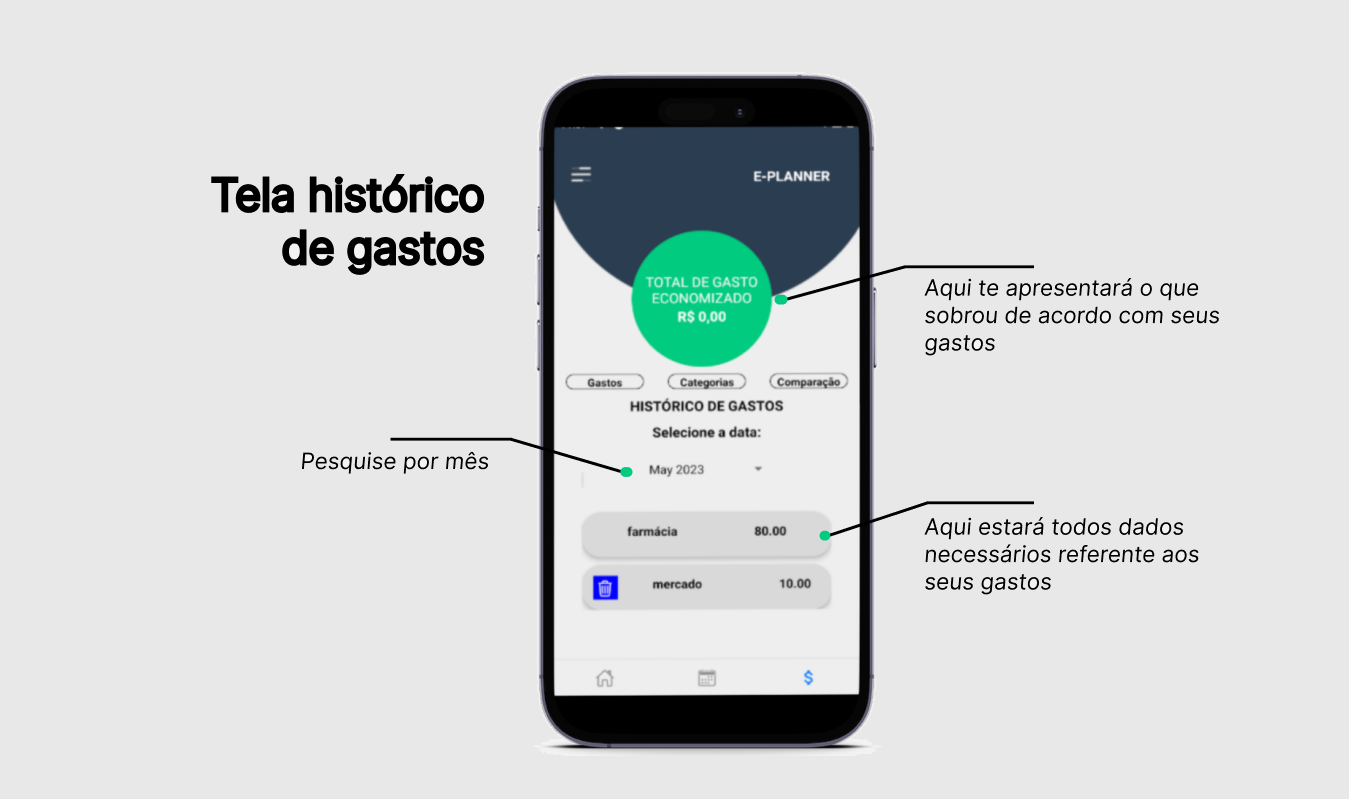 Tela histórico
de gastos
E-PLANNER
TOTAL DE GASTO
ECONOMIZADO
R$ 0,00
Aqui te apresentará o que
sobrou de acordo com seus
gastos
Gastos
Categorias
Comparação
HISTÓRICO DE GASTOS
Selecione a data:
Pesquise por mês
May 2023
farmácia 80.00
Aqui estará todos dados
necessários referente aos
seus gastos
mercado 10.00
$